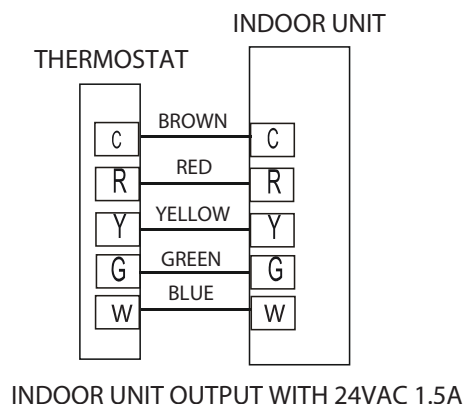 INDOOR UNIT
THERMOSTAT
C BROWN C
R RED R
Y YELLOW Y
G GREEN G
W BLUE W
INDOOR UNIT OUTPUT WITH 24VAC 1.5A